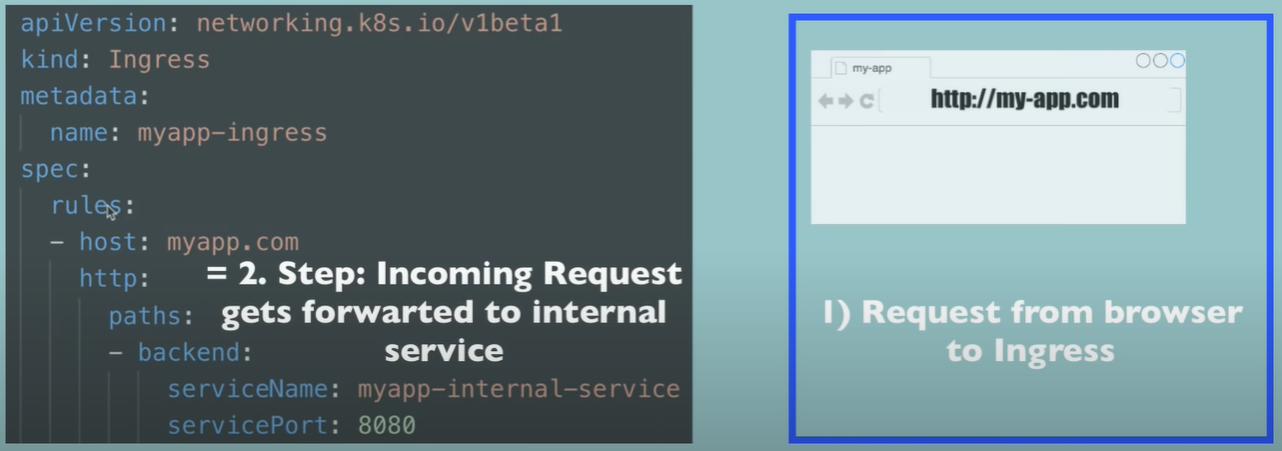 apiVersion: networking.k8s.io/v1beta1
kind: Ingress
metadata:
name: myapp-ingress
spec:
rules:
- host: myapp.com
http:
paths:
- backend:
serviceName: myapp-internal-service
servicePort: 8080
= 2. Step: Incoming Request
gets forwarted to internal
service
my-app
http://my-app.com
1) Request from browser
to Ingress